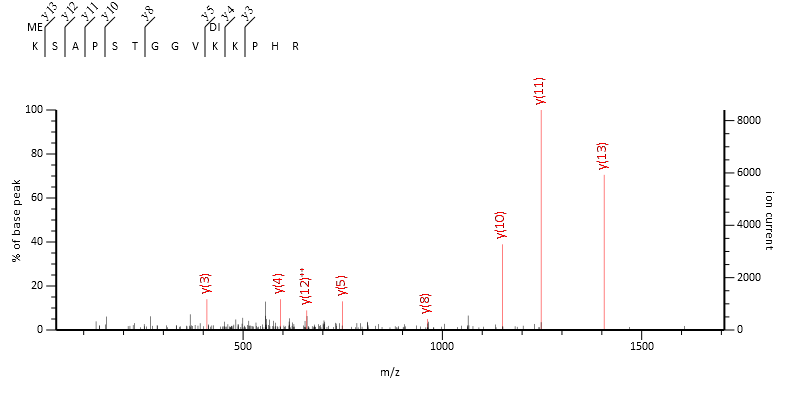 y13 y12 y11 y10 y8 y5 y4 y3
ME DI
K S A P S T G G V K K P H R
y(11)
100
8000
80
y(13)
6000
60
y(10)
4000
40
y(3) y(4) y(12)++ y(5) y(8)
2000
20
0
0
500 1000 1500
% of base peak
ion current
m/z